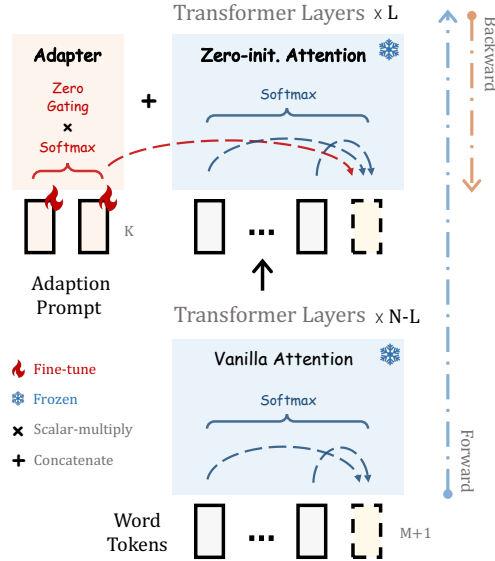 Transformer Layers x L
Adapter
Zero-init. Attention
Zero
Gating
×
Softmax
+
Softmax
K
...
Adaption
Prompt
Transformer Layers x N-L
Vanilla Attention
Softmax
Fine-tune
Frozen
× Scalar-multiply
+ Concatenate
Word
Tokens
...
M+1
Forward
Backward